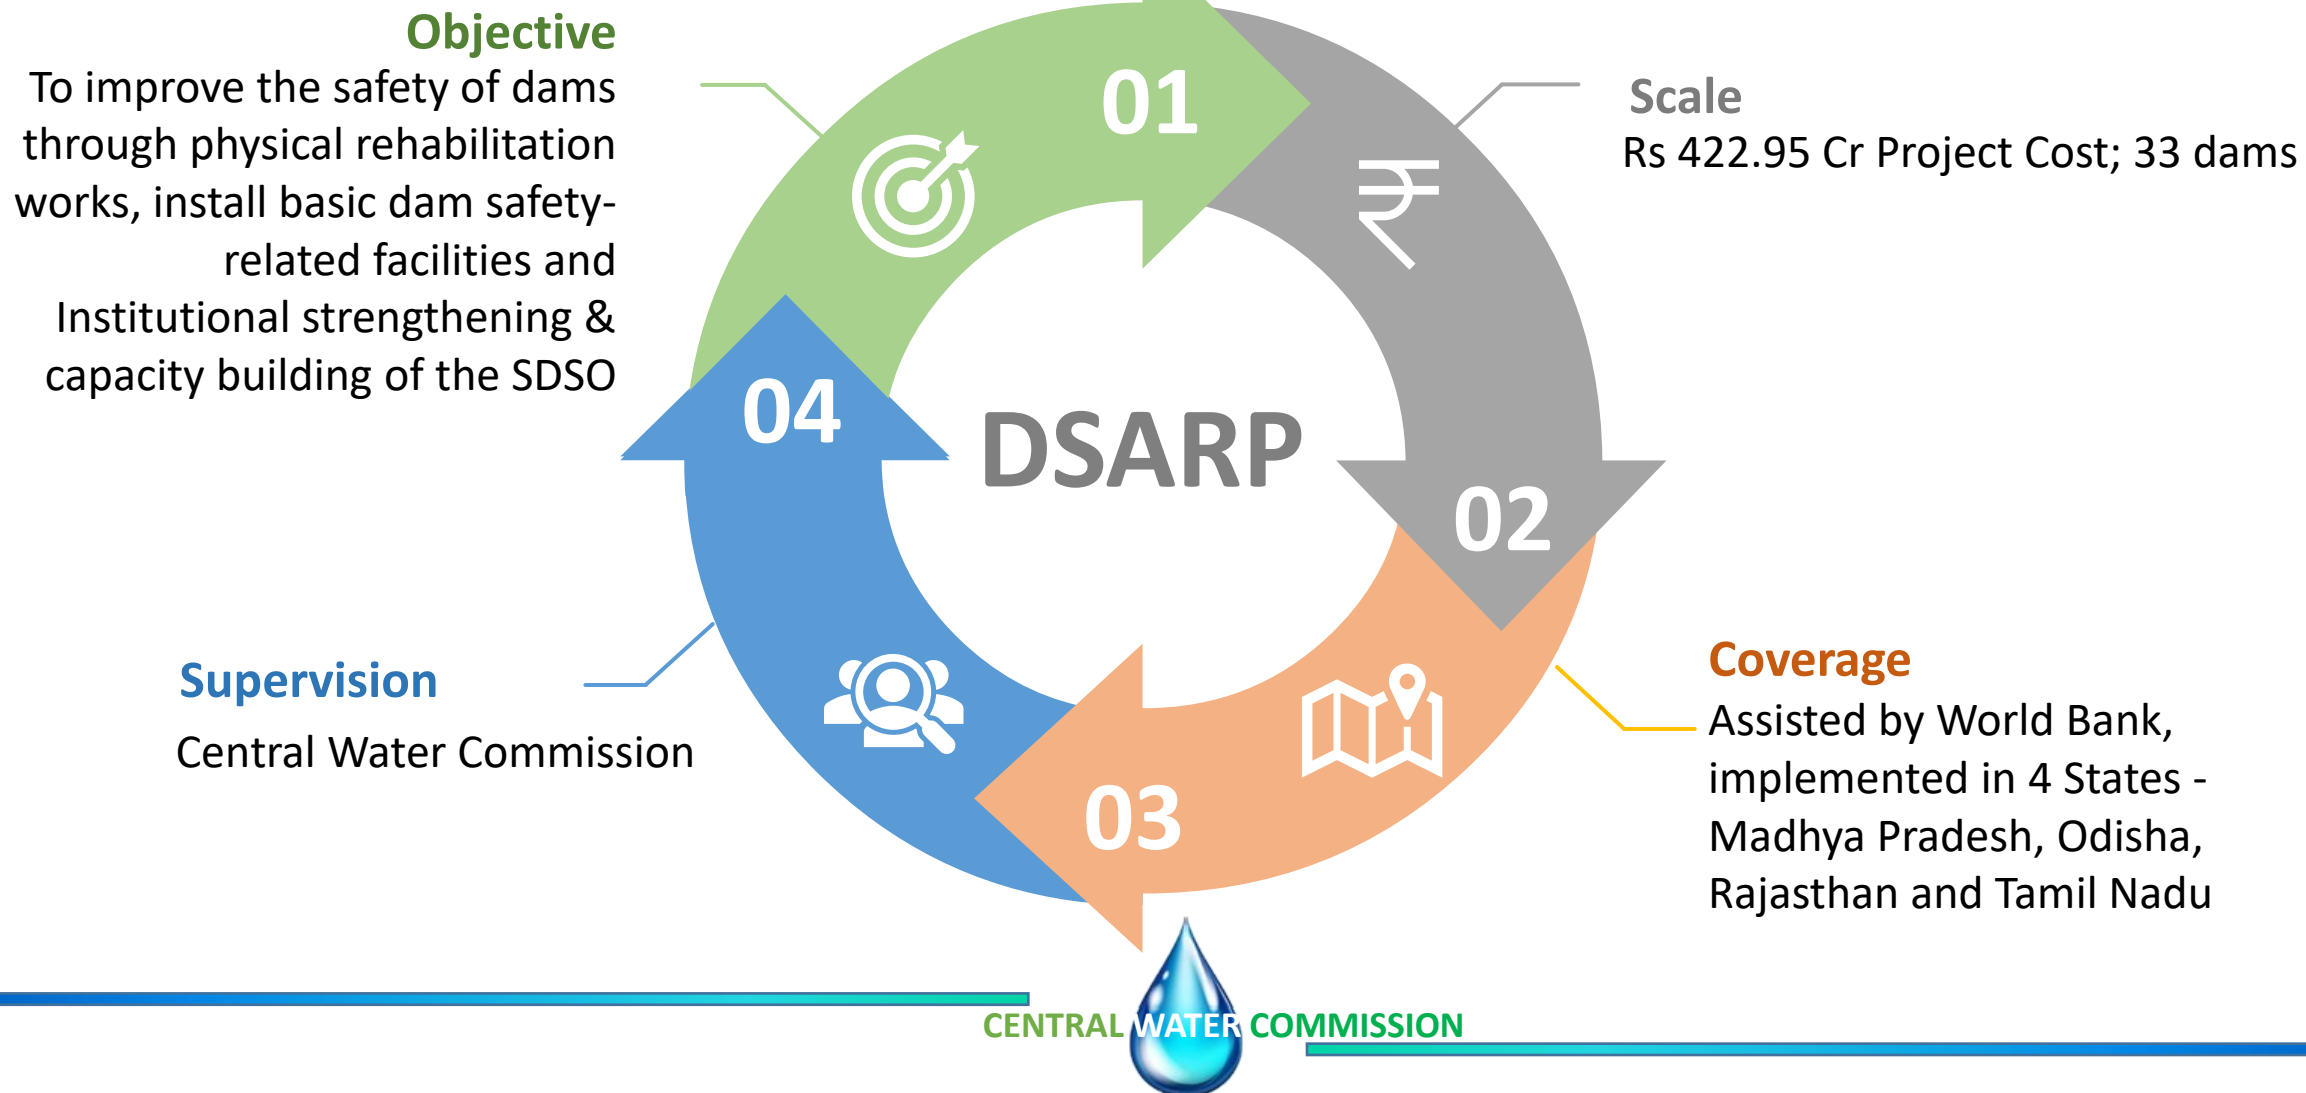 Objective
To improve the safety of dams
through physical rehabilitation
works, install basic dam safety-
related facilities and
Institutional strengthening &
capacity building of the SDSO
01
Scale
Rs 422.95 Cr Project Cost; 33 dams
04
DSARP
02
Supervision
Central Water Commission
03
Coverage
Assisted by World Bank,
implemented in 4 States -
Madhya Pradesh, Odisha,
Rajasthan and Tamil Nadu
CENTRAL WATER COMMISSION